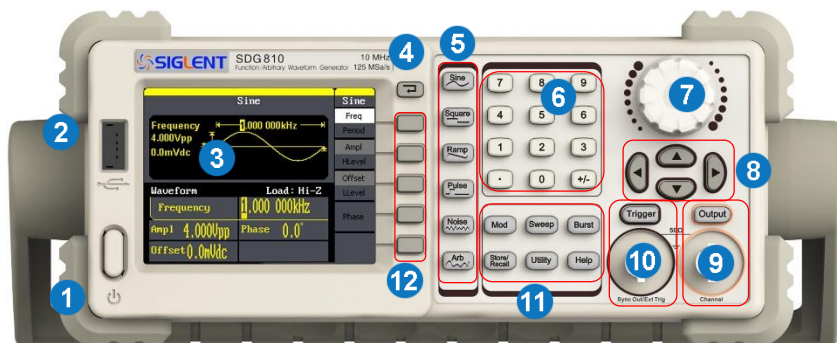 SIGLENT SDG810 10 MHz
Function/Arbitrary Waveform Generator 125 MSa/s
4
5
Sine
Sine
Sine
7 8 9
6
7
2
Frequency
4.000Vpp
0.0mVdc
1.000 000kHz
3
Freq
Period
Ampl
HLevel
Offset
LLevel
Phase
Square
4 5 6
Ramp
1 2 3
Pulse
. 0 +/-
8
Waveform Load: Hi-Z
Frequency 1.000 000kHz
Ampl 4.000Vpp Phase 0.0°
Offset 0.0mVdc
Noise
Mod Sweep Burst
Trigger
Output
50Ω
Arb
Store/
Recall
Utility Help
10
9
1
12
11
Sync Out/Ext Trig
Channel